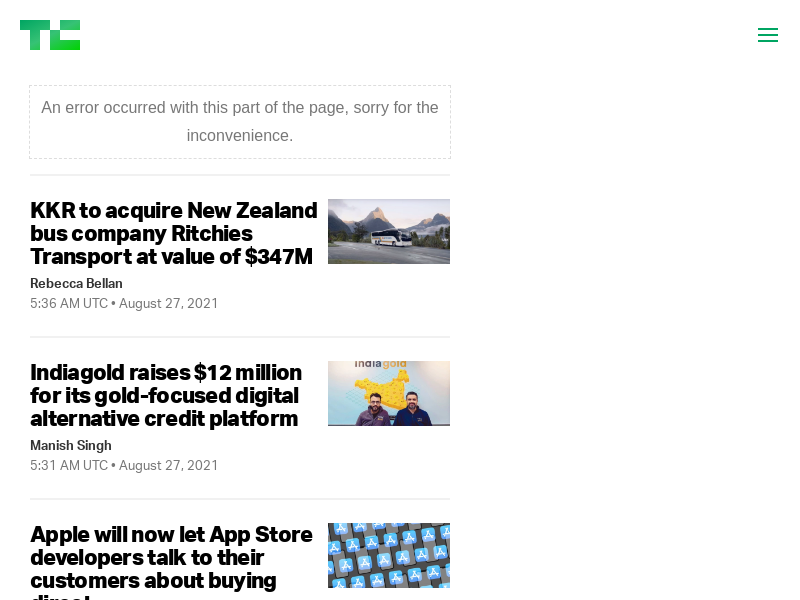 TC
An error occurred with this part of the page, sorry for the
inconvenience.
KKR to acquire New Zealand
bus company Ritchies
Transport at value of $347M
Rebecca Bellan
5:36 AM UTC • August 27, 2021
Indiagold raises $12 million
for its gold-focused digital
alternative credit platform
indiagold
Manish Singh
5:31 AM UTC • August 27, 2021
Apple will now let App Store
developers talk to their
customers about buying
direct